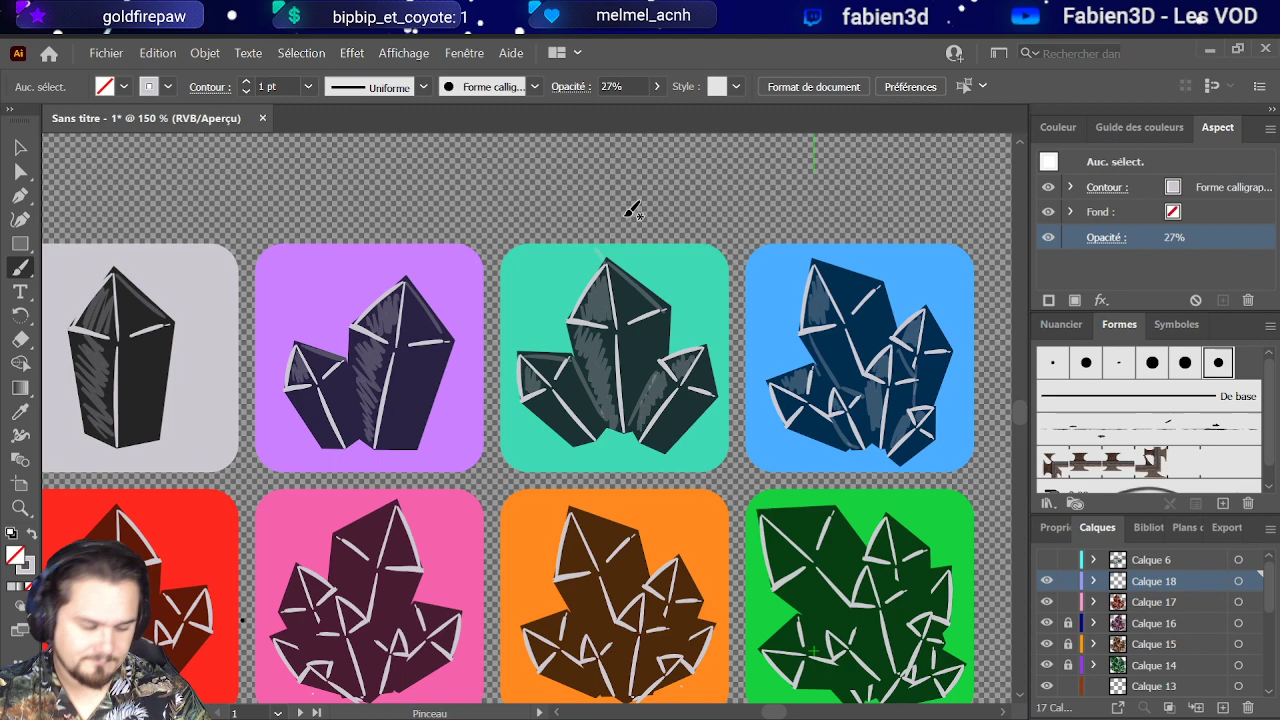 goldfirepaw
bipbip_et_coyote: 1
melmel_acnh
fabien3d
Fabien3D - Les VOD
Ai
Fichier Edition Objet Texte Sélection Effet Affichage Fenêtre Aide
Rechercher dan
Auc. sélect.
Contour :
1 pt
Uniforme
Forme callig...
Opacité :
27%
Style :
Format de document
Préférences
Sans titre - 1* @ 150 % (RVB/Aperçu)
Couleur Guide des couleurs Aspect
Auc. sélect.
Contour : Forme calligrap...
Fond :
Opacité : 27%
fx
Nuancier Formes Symboles
De base
Propri Calques Bibliot Plans d Export
Calque 6
Calque 18
Calque 17
Calque 16
Calque 15
Calque 14
Calque 13
17 Cal...
1
Pinceau